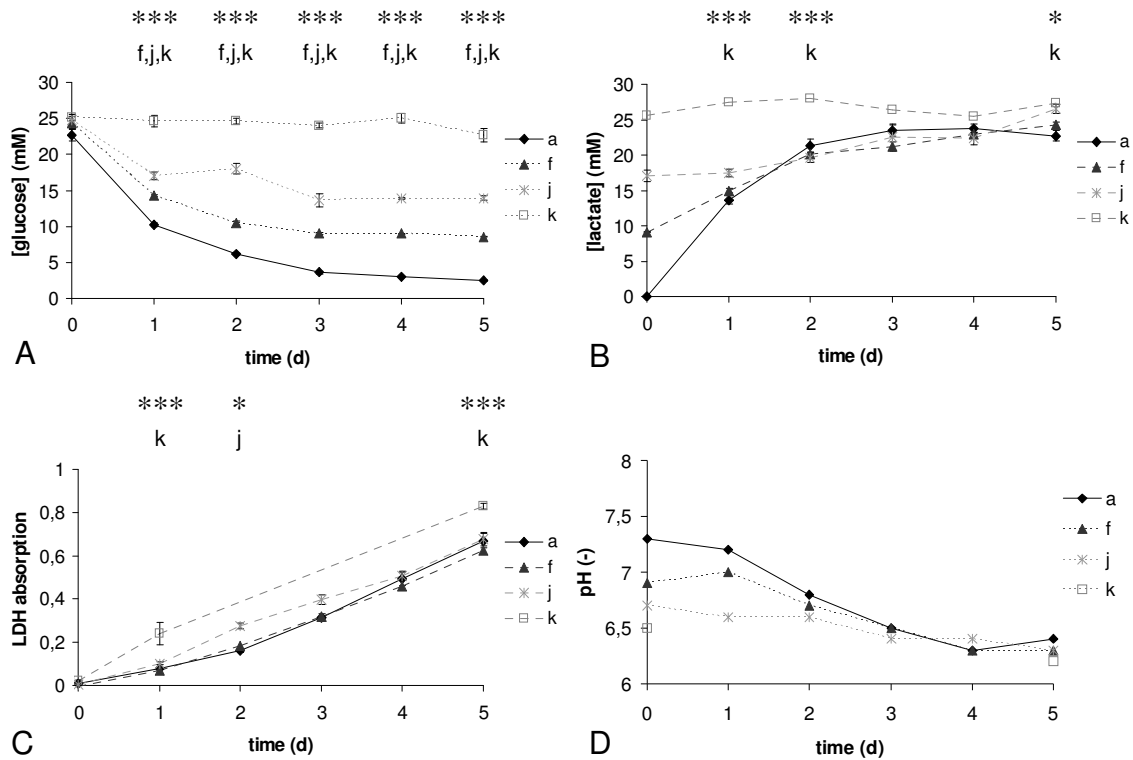 *** *** *** *** ***
f,j,k f,j,k f,j,k f,j,k f,j,k
[glucose] (mM)
30
25
20
15
10
5
0
0 1 2 3 4 5
time (d)
a
f
j
k
A
*** *** *
k k k
[lactate] (mM)
30
25
20
15
10
5
0
0 1 2 3 4 5
time (d)
a
f
j
k
B
*** * ***
k j k
LDH absorption
1
0,8
0,6
0,4
0,2
0
0 1 2 3 4 5
time (d)
a
f
j
k
C
pH (-)
8
7,5
7
6,5
6
0 1 2 3 4 5
time (d)
a
f
j
k
D